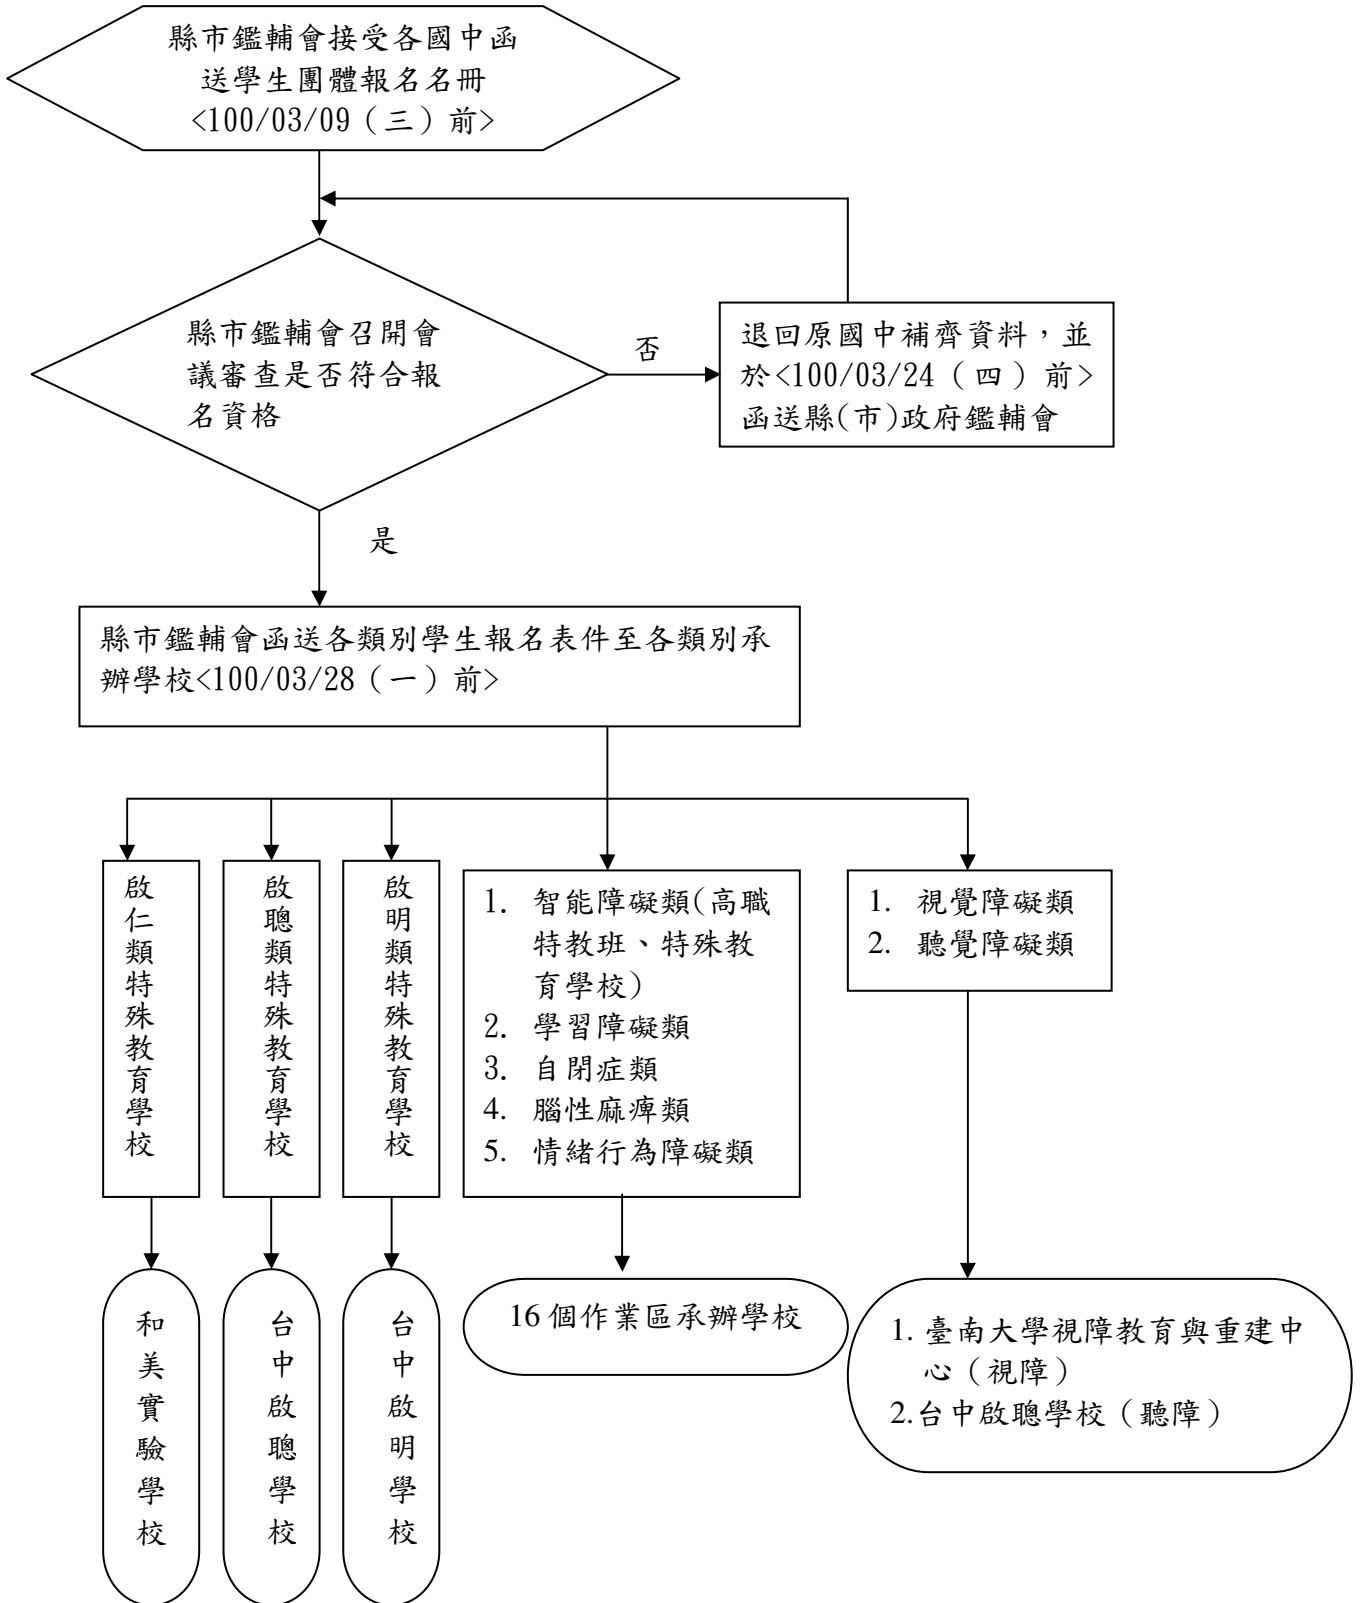 縣市鑑輔會接受各國中函
送學生團體報名名冊
<100/03/09（三）前>
縣市鑑輔會召開會
議審查是否符合報
名資格
否
退回原國中補齊資料，並
於<100/03/24（四）前>
函送縣(市)政府鑑輔會
是
縣市鑑輔會函送各類別學生報名表件至各類別承
辦學校<100/03/28（一）前>
啟仁類特殊教育學校
啟聰類特殊教育學校
啟明類特殊教育學校
1. 智能障礙類(高職
特教班、特殊教
育學校)
2. 學習障礙類
3. 自閉症類
4. 腦性麻痺類
5. 情緒行為障礙類
1. 視覺障礙類
2. 聽覺障礙類
和美實驗學校
台中啟聰學校
台中啟明學校
16 個作業區承辦學校
1. 臺南大學視障教育與重建中
心（視障）
2.台中啟聰學校（聽障）